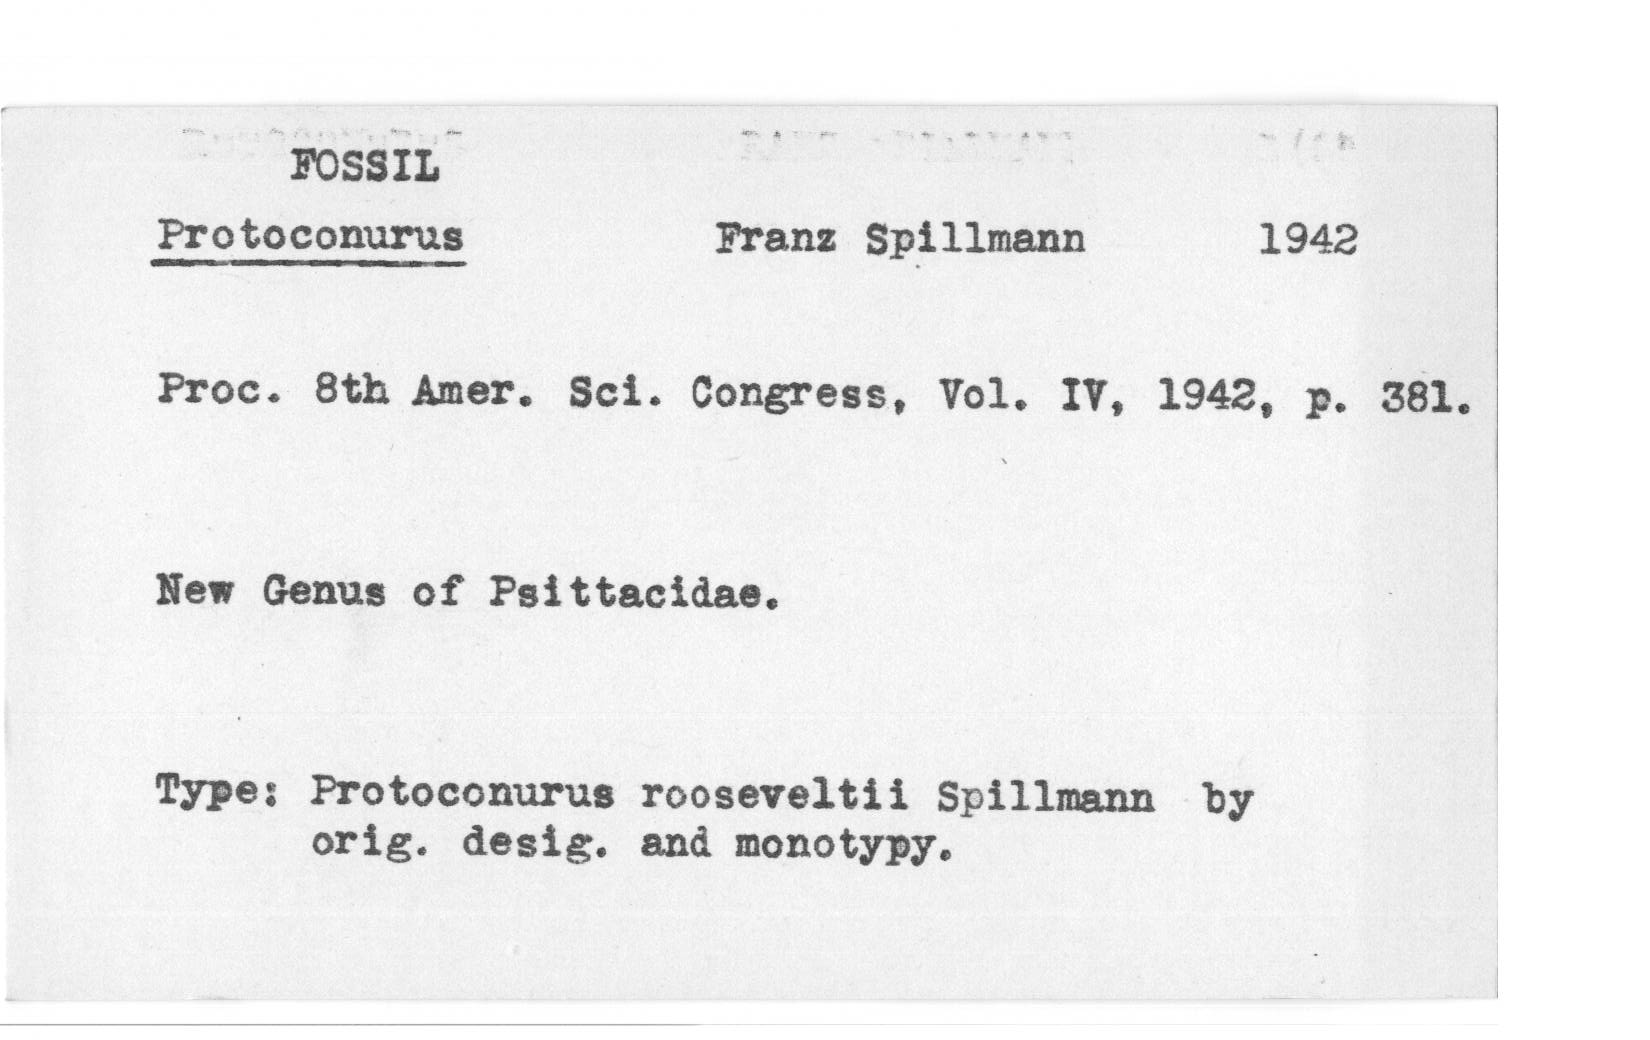 FOSSIL
Protoconurus Franz Spillmann 1942
Proc. 8th Amer. Sci. Congress, Vol. IV, 1942, p. 381.
New Genus of Psittacidae.
Type: Protoconurus rooseveltii Spillmann by
orig. desig. and monotypy.